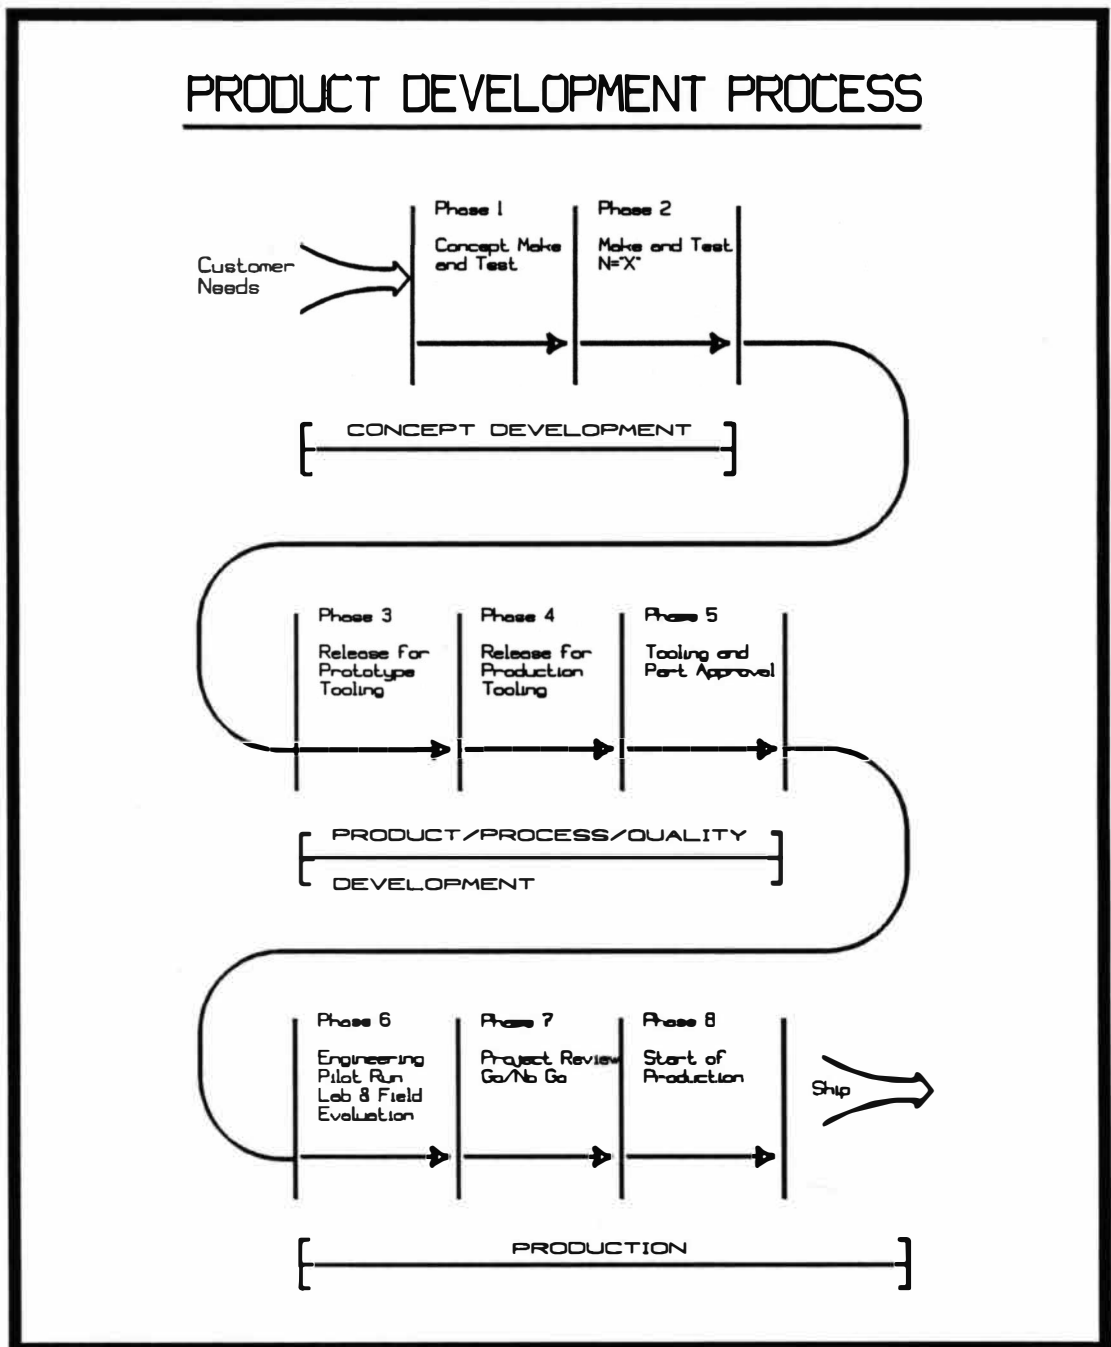 PRODUCT DEVELOPMENT PROCESS
Customer
Needs
Phase 1
Concept Make
and Test
Phase 2
Make and Test
N="X"
CONCEPT DEVELOPMENT
Phase 3
Release for
Prototype
Tooling
Phase 4
Release for
Production
Tooling
Phase 5
Tooling and
Part Approval
PRODUCT/PROCESS/QUALITY
DEVELOPMENT
Phase 6
Engineering
Pilot Run
Lab & Field
Evaluation
Phase 7
Project Review
Go/No Go
Phase 8
Start of
Production
Ship
PRODUCTION